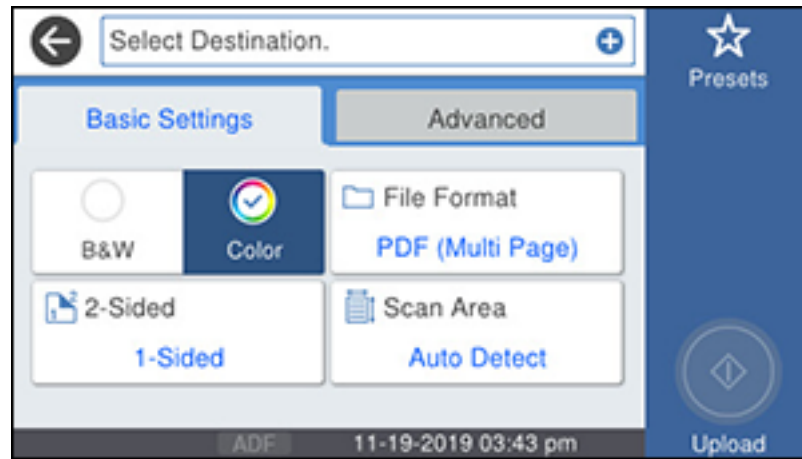 Select Destination.
Presets
Basic Settings
Advanced
B&W
Color
File Format
PDF (Multi Page)
2-Sided
1-Sided
Scan Area
Auto Detect
ADF
11-19-2019 03:43 pm
Upload